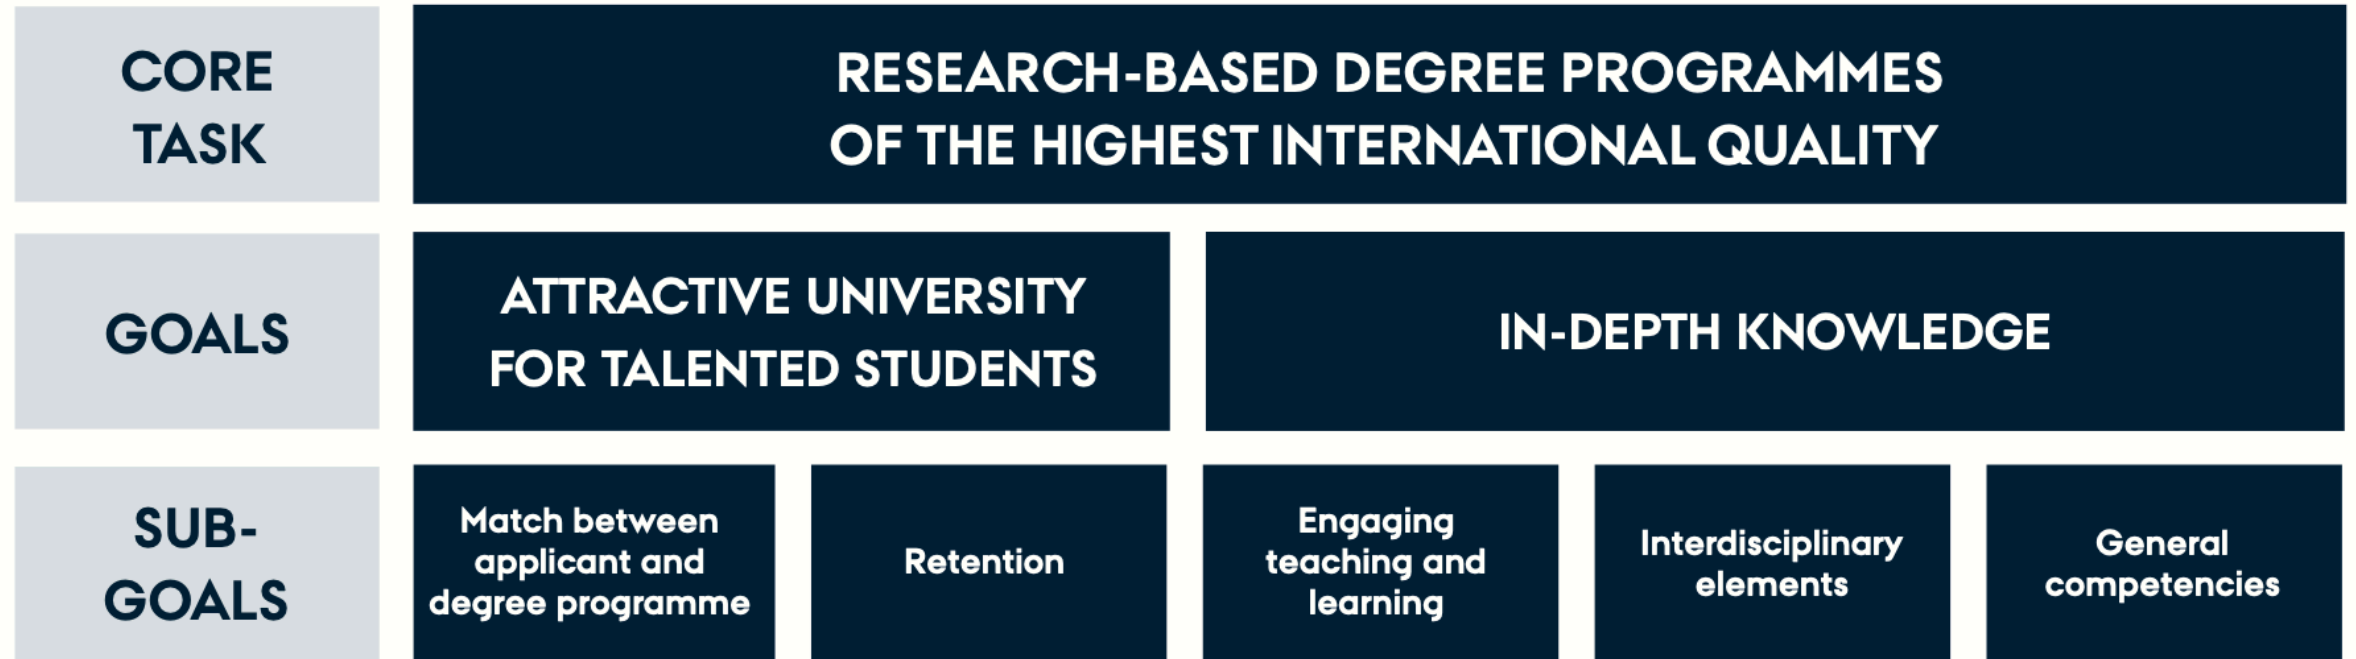 CORE
TASK
RESEARCH-BASED DEGREE PROGRAMMES
OF THE HIGHEST INTERNATIONAL QUALITY
GOALS
ATTRACTIVE UNIVERSITY
FOR TALENTED STUDENTS
IN-DEPTH KNOWLEDGE
SUB-
GOALS
Match between
applicant and
degree programme
Retention
Engaging
teaching and
learning
Interdisciplinary
elements
General
competencies